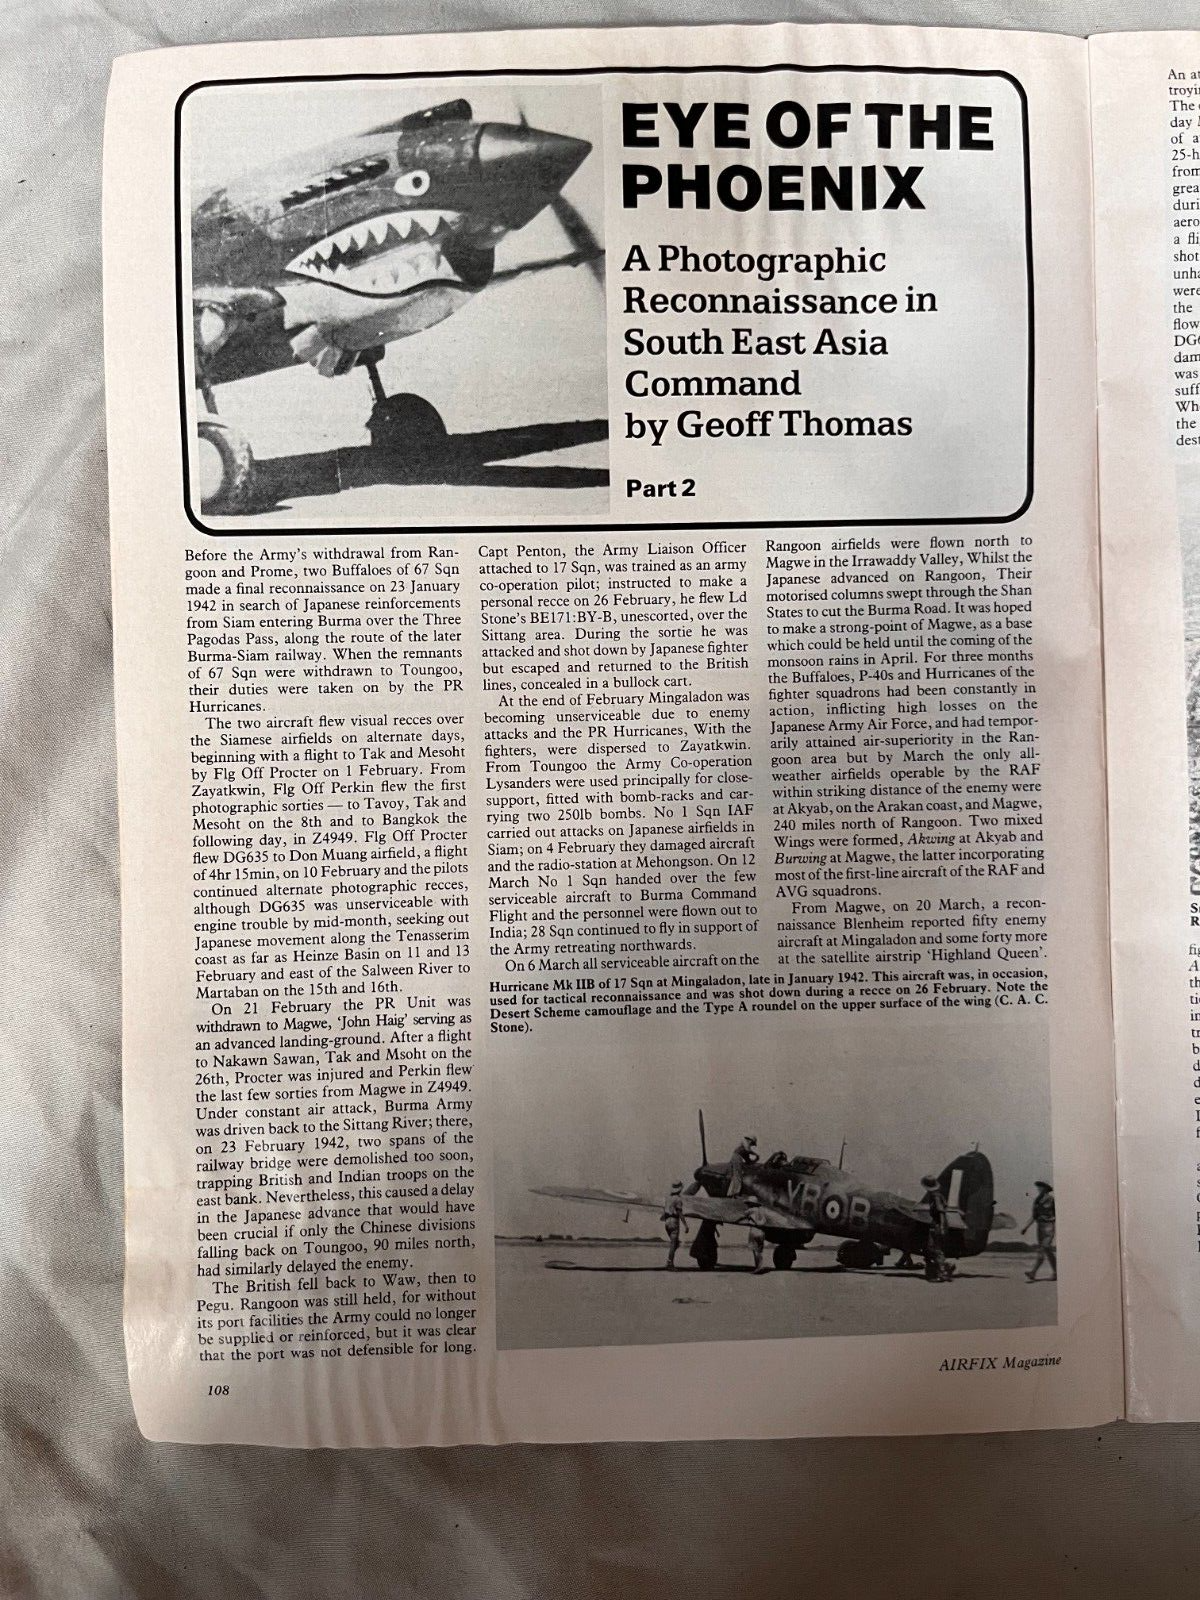 EYE OF THE
PHOENIX
A Photographic
Reconnaissance in
South East Asia
Command
by Geoff Thomas
Part 2
Before the Army's withdrawal from Ran-
goon and Prome, two Buffaloes of 67 Sqn
made a final reconnaissance on 23 January
1942 in search of Japanese reinforcements
from Siam entering Burma over the Three
Pagodas Pass, along the route of the later
Burma-Siam railway. When the remnants
of 67 Sqn were withdrawn to Toungoo,
their duties were taken on by the PR
Hurricanes.
The two aircraft flew visual recces over
the Siamese airfields on alternate days,
beginning with a flight to Tak and Mesoht
by Flg Off Procter on 1 February. From
Zayatkwin, Flg Off Perkin flew the first
photographic sorties — to Tavoy, Tak and
Mesoht on the 8th and to Bangkok the
following day, in Z4949. Flg Off Procter
flew DG635 to Don Muang airfield, a flight
of 4hr 15min, on 10 February and the pilots
continued alternate photographic recces,
although DG635 was unserviceable with
engine trouble by mid-month, seeking out
Japanese movement along the Tenasserim
coast as far as Heinze Basin on 11 and 13
February and east of the Salween River to
Martaban on the 15th and 16th.
On 21 February the PR Unit was
withdrawn to Magwe, 'John Haig' serving as
an advanced landing-ground. After a flight
to Nakawn Sawan, Tak and Msoht on the
26th, Procter was injured and Perkin flew
the last few sorties from Magwe in Z4949.
Under constant air attack, Burma Army
was driven back to the Sittang River; there,
on 23 February 1942, two spans of the
railway bridge were demolished too soon,
trapping British and Indian troops on the
east bank. Nevertheless, this caused a delay
in the Japanese advance that would have
been crucial if only the Chinese divisions
falling back on Toungoo, 90 miles north,
had similarly delayed the enemy.
The British fell back to Waw, then to
Pegu. Rangoon was still held, for without
its port facilities the Army could no longer
be supplied or reinforced, but it was clear
that the port was not defensible for long.
Capt Penton, the Army Liaison Officer
attached to 17 Sqn, was trained as an army
co-operation pilot; instructed to make a
personal recce on 26 February, he flew Ld
Stone's BE171:BY-B, unescorted, over the
Sittang area. During the sortie he was
attacked and shot down by Japanese fighter
but escaped and returned to the British
lines, concealed in a bullock cart.
At the end of February Mingaladon was
becoming unserviceable due to enemy
attacks and the PR Hurricanes, With the
fighters, were dispersed to Zayatkwin.
From Toungoo the Army Co-operation
Lysanders were used principally for close-
support, fitted with bomb-racks and car-
rying two 250lb bombs. No 1 Sqn IAF
carried out attacks on Japanese airfields in
Siam; on 4 February they damaged aircraft
and the radio-station at Mehongson. On 12
March No 1 Sqn handed over the few
serviceable aircraft to Burma Command
Flight and the personnel were flown out to
India; 28 Sqn continued to fly in support of
the Army retreating northwards.
On 6 March all serviceable aircraft on the
Rangoon airfields were flown north to
Magwe in the Irrawaddy Valley, Whilst the
Japanese advanced on Rangoon, Their
motorised columns swept through the Shan
States to cut the Burma Road. It was hoped
to make a strong-point of Magwe, as a base
which could be held until the coming of the
monsoon rains in April. For three months
the Buffaloes, P-40s and Hurricanes of the
fighter squadrons had been constantly in
action, inflicting high losses on the
Japanese Army Air Force, and had tempor-
arily attained air-superiority in the Ran-
goon area but by March the only all-
weather airfields operable by the RAF
within striking distance of the enemy were
at Akyab, on the Arakan coast, and Magwe,
240 miles north of Rangoon. Two mixed
Wings were formed, Akwing at Akyab and
Burwing at Magwe, the latter incorporating
most of the first-line aircraft of the RAF and
AVG squadrons.
From Magwe, on 20 March, a recon-
naissance Blenheim reported fifty enemy
aircraft at Mingaladon and some forty more
at the satellite airstrip 'Highland Queen'.
Hurricane Mk IIB of 17 Sqn at Mingaladon, late in January 1942. This aircraft was, in occasion,
used for tactical reconnaissance and was shot down during a recce on 26 February. Note the
Desert Scheme camouflage and the Type A roundel on the upper surface of the wing (C. A. C.
Stone).
YB B
108
AIRFIX Magazine
An at
The
day
of a
25-h
from
grea
duri
aero
a fli
shot
unha
were
the
flow
DG6
dam
was
suff
Wh
the
dest